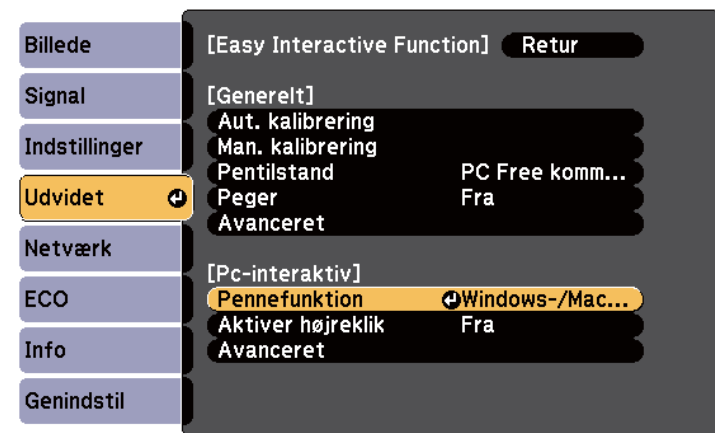 Billede
Signal
Indstillinger
Udvidet
Netværk
ECO
Info
Genindstil
[Easy Interactive Function] Retur
[Generelt]
Aut. kalibrering
Man. kalibrering
Pentilstand PC Free komm...
Peger Fra
Avanceret
[Pc-interaktiv]
Pennefunktion Windows-/Mac...
Aktiver højreklik Fra
Avanceret